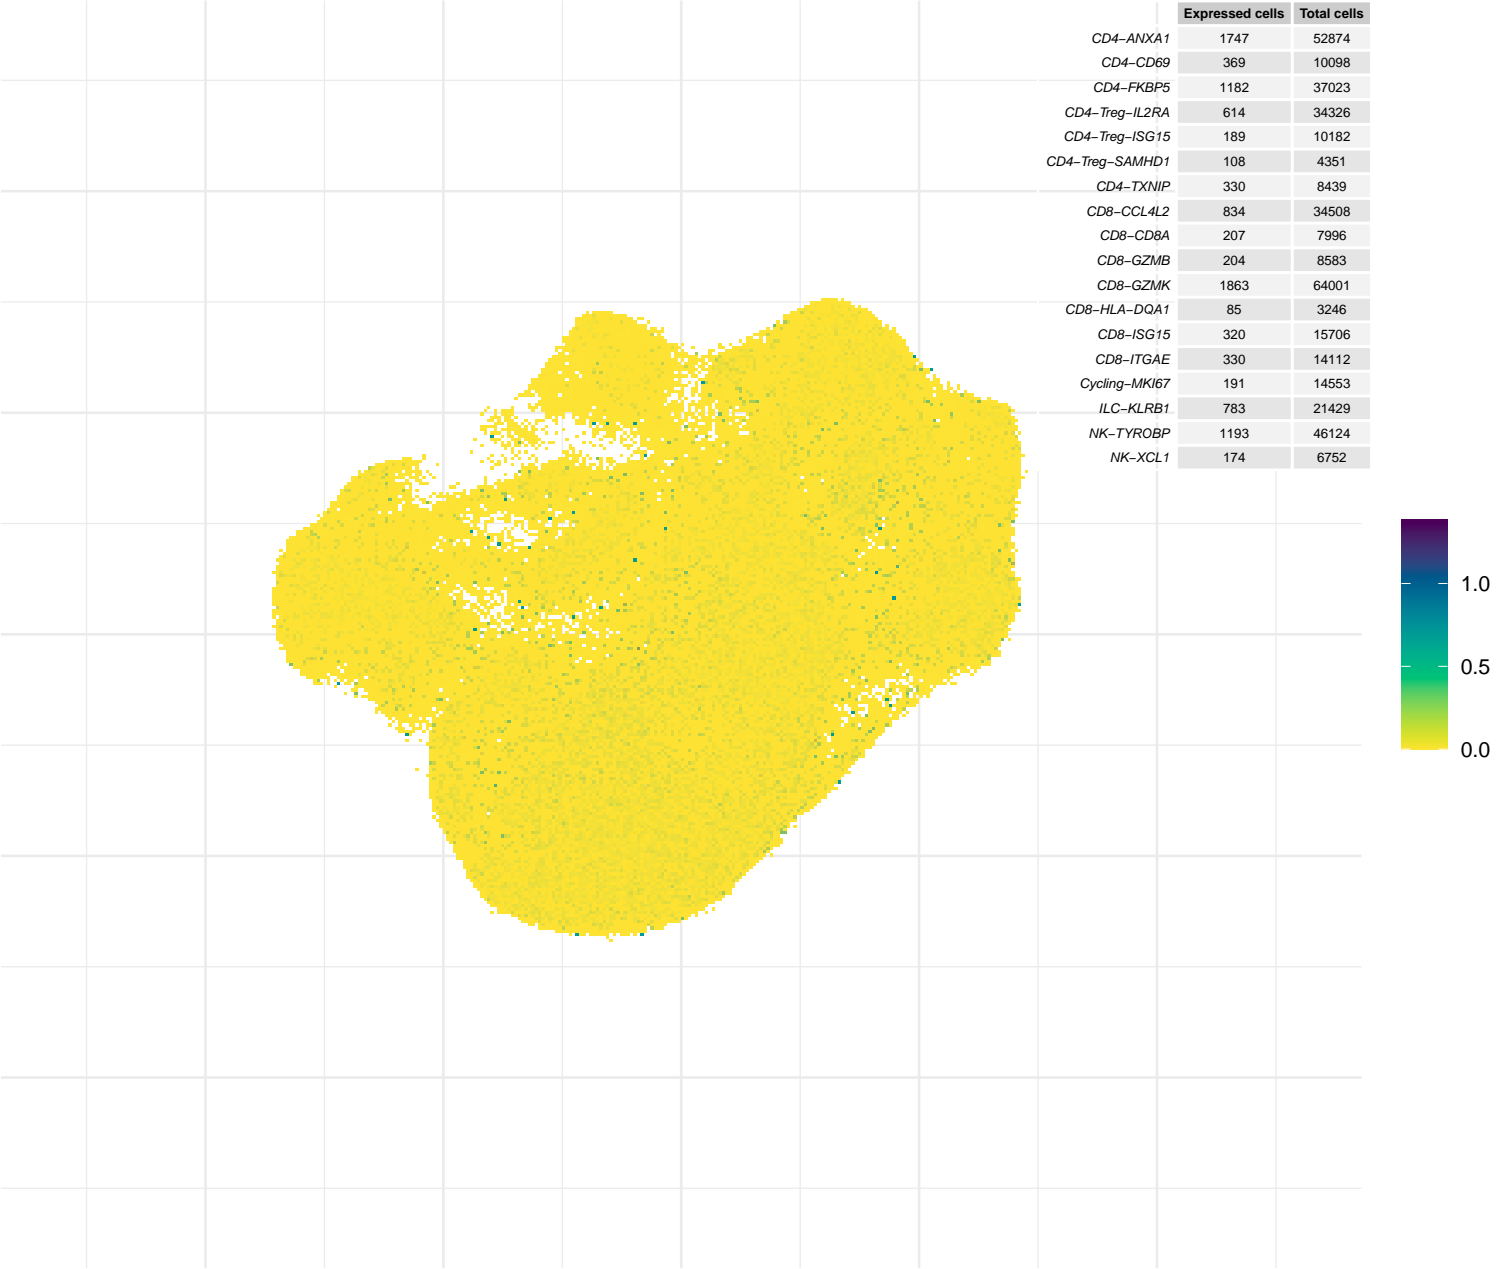 Expressed cells Total cells
CD4−ANXA1 1747 52874
CD4−CD69 369 10098
CD4−FKBP5 1182 37023
CD4−Treg−IL2RA 614 34326
CD4−Treg−ISG15 189 10182
CD4−Treg−SAMHD1 108 4351
CD4−TXNIP 330 8439
CD8−CCL4L2 834 34508
CD8−CD8A 207 7996
CD8−GZMB 204 8583
CD8−GZMK 1863 64001
CD8−HLA−DQA1 85 3246
CD8−ISG15 320 15706
CD8−ITGAE 330 14112
Cycling−MKI67 191 14553
ILC−KLRB1 783 21429
NK−TYROBP 1193 46124
NK−XCL1 174 6752
1.0
0.5
0.0